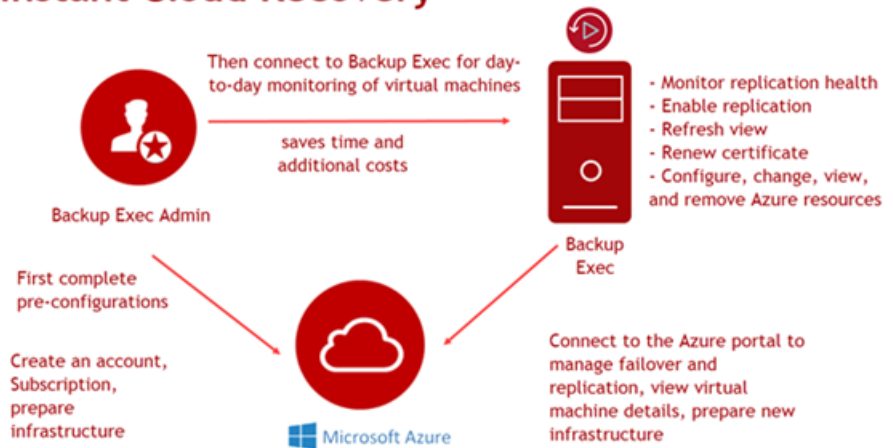 Instant Cloud Recovery
Then connect to Backup Exec for day-
to-day monitoring of virtual machines
saves time and
additional costs
- Monitor replication health
- Enable replication
- Refresh view
- Renew certificate
- Configure, change, view,
and remove Azure resources
Backup Exec Admin
Backup
Exec
First complete
pre-configurations
Create an account,
Subscription,
prepare
infrastructure
Microsoft Azure
Connect to the Azure portal to
manage failover and
replication, view virtual
machine details, prepare new
infrastructure